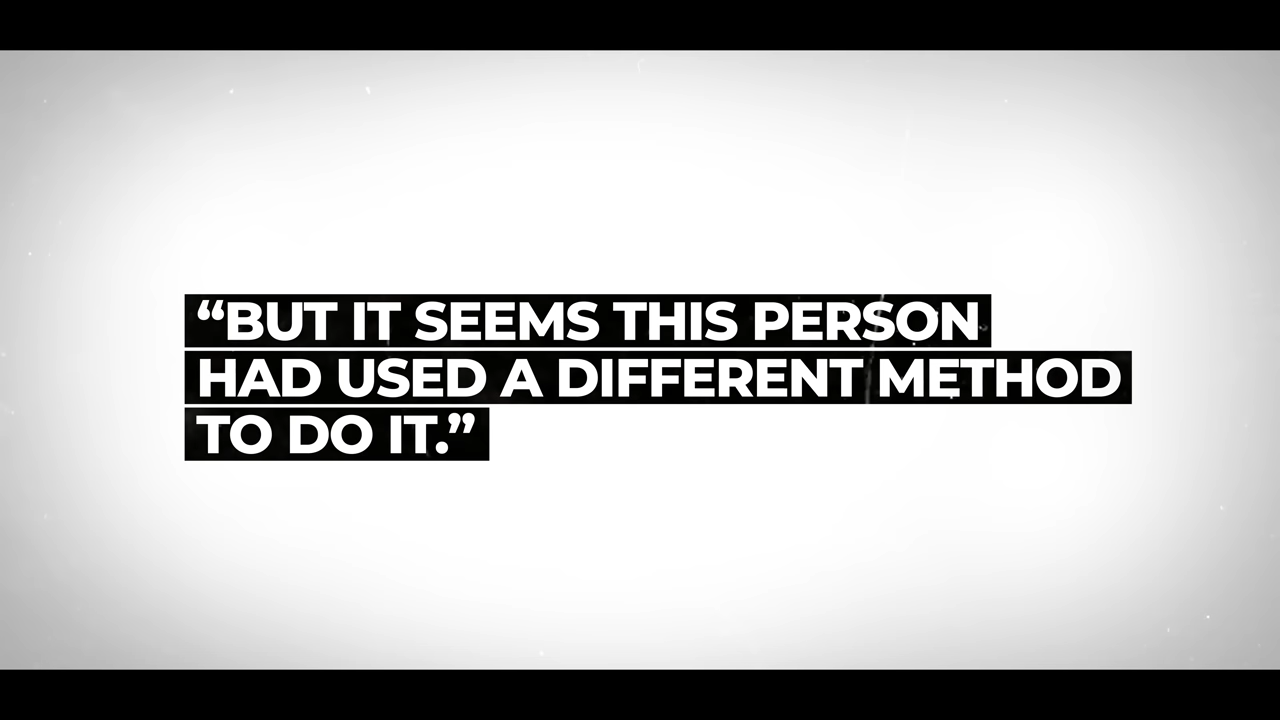 “BUT IT SEEMS THIS PERSON
HAD USED A DIFFERENT METHOD
TO DO IT.”